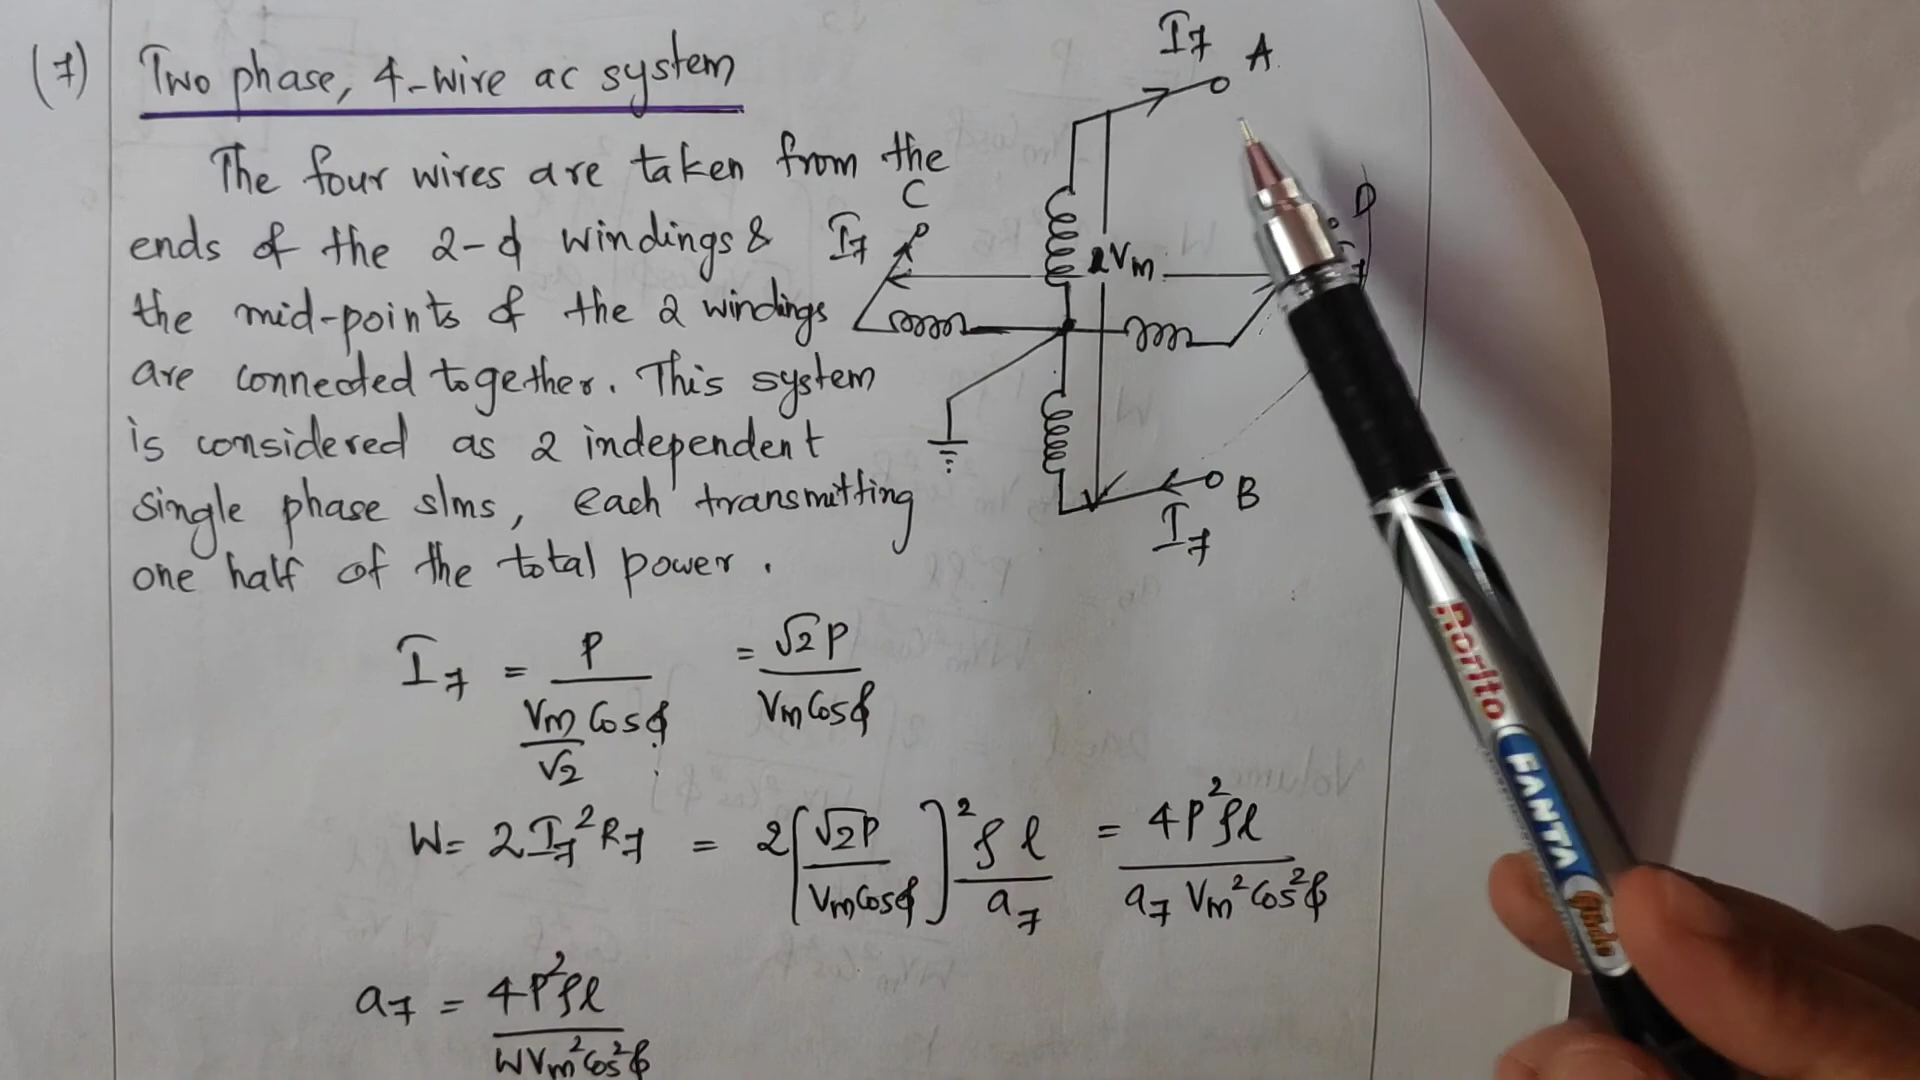 (7) Two phase, 4-wire ac system
The four wires are taken from the
ends of the 2-ϕ windings &
the mid-points of the 2 windings
are connected together. This system
is considered as 2 independent
single phase s/ms, each transmitting
one half of the total power.
I₇ A
C
I₇
D
2Vm
B
I₇
I₇ = P / ((Vm/√2) Cosϕ) = √2P / (Vm Cosϕ)
W = 2I₇²R₇ = 2[√2P / (Vm Cosϕ)]² ρl / a₇ = 4P²ρl / (a₇ Vm² Cos²ϕ)
a₇ = 4P²ρl / (W Vm² Cos²ϕ)
Rorito
FANTA